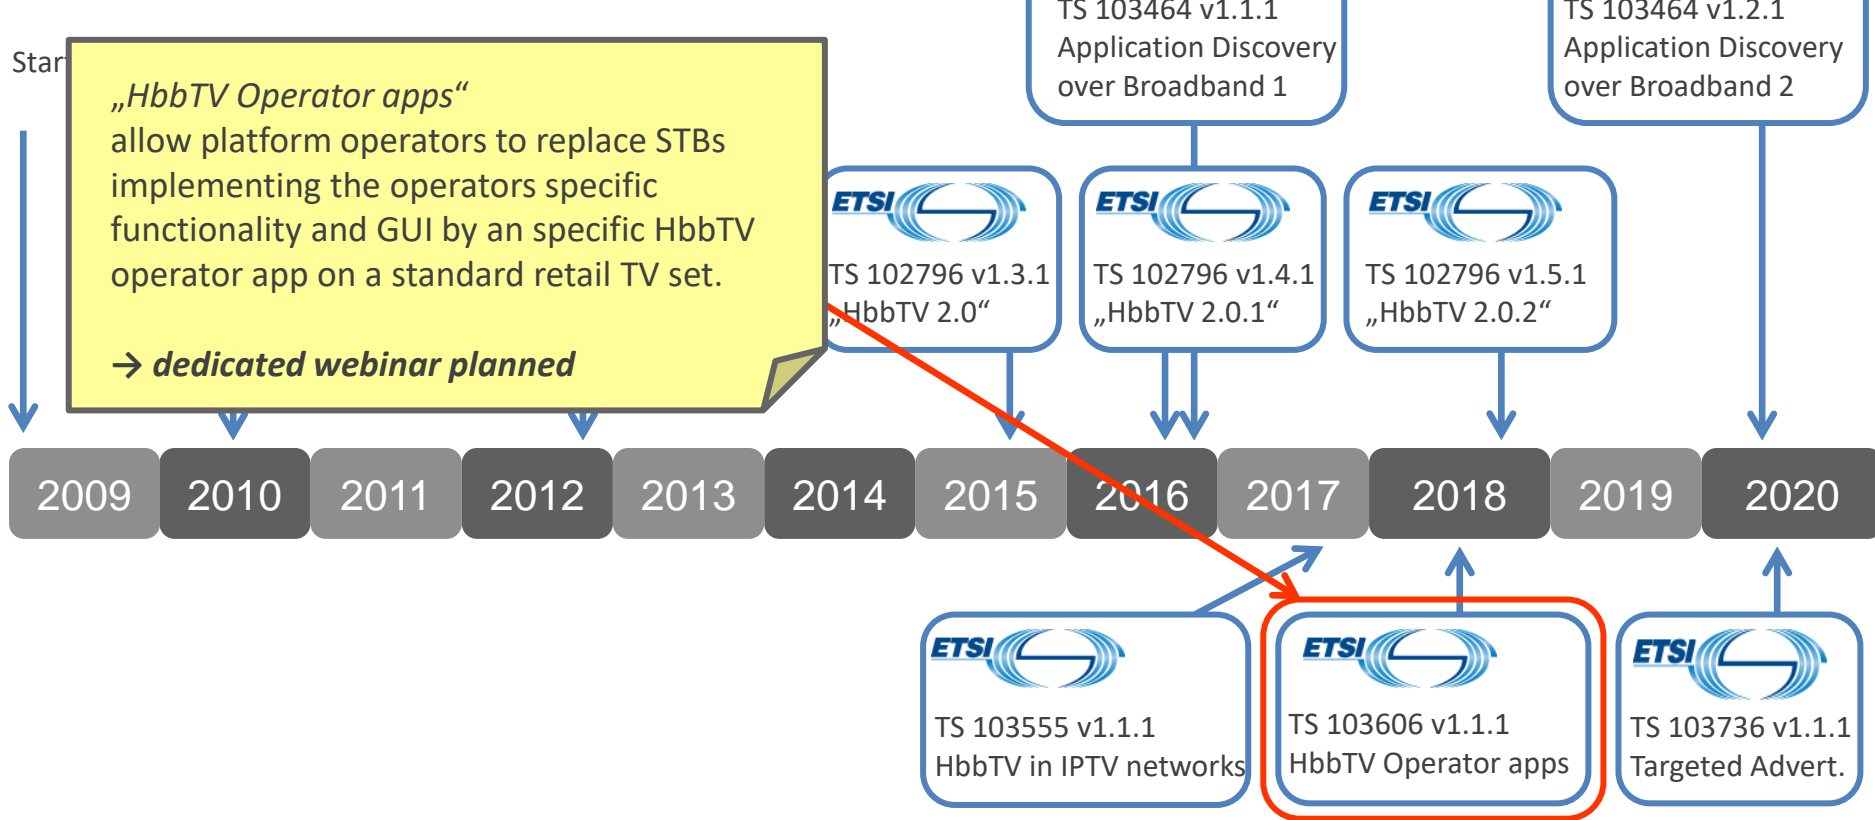 TS 103464 v1.1.1
Application Discovery
over Broadband 1
TS 103464 v1.2.1
Application Discovery
over Broadband 2
„HbbTV Operator apps“
allow platform operators to replace STBs
implementing the operators specific
functionality and GUI by an specific HbbTV
operator app on a standard retail TV set.
→ dedicated webinar planned
ETSI
TS 102796 v1.3.1
„HbbTV 2.0“
ETSI
TS 102796 v1.4.1
„HbbTV 2.0.1“
ETSI
TS 102796 v1.5.1
„HbbTV 2.0.2“
2009 2010 2011 2012 2013 2014 2015 2016 2017 2018 2019 2020
ETSI
TS 103555 v1.1.1
HbbTV in IPTV networks
ETSI
TS 103606 v1.1.1
HbbTV Operator apps
ETSI
TS 103736 v1.1.1
Targeted Advert.